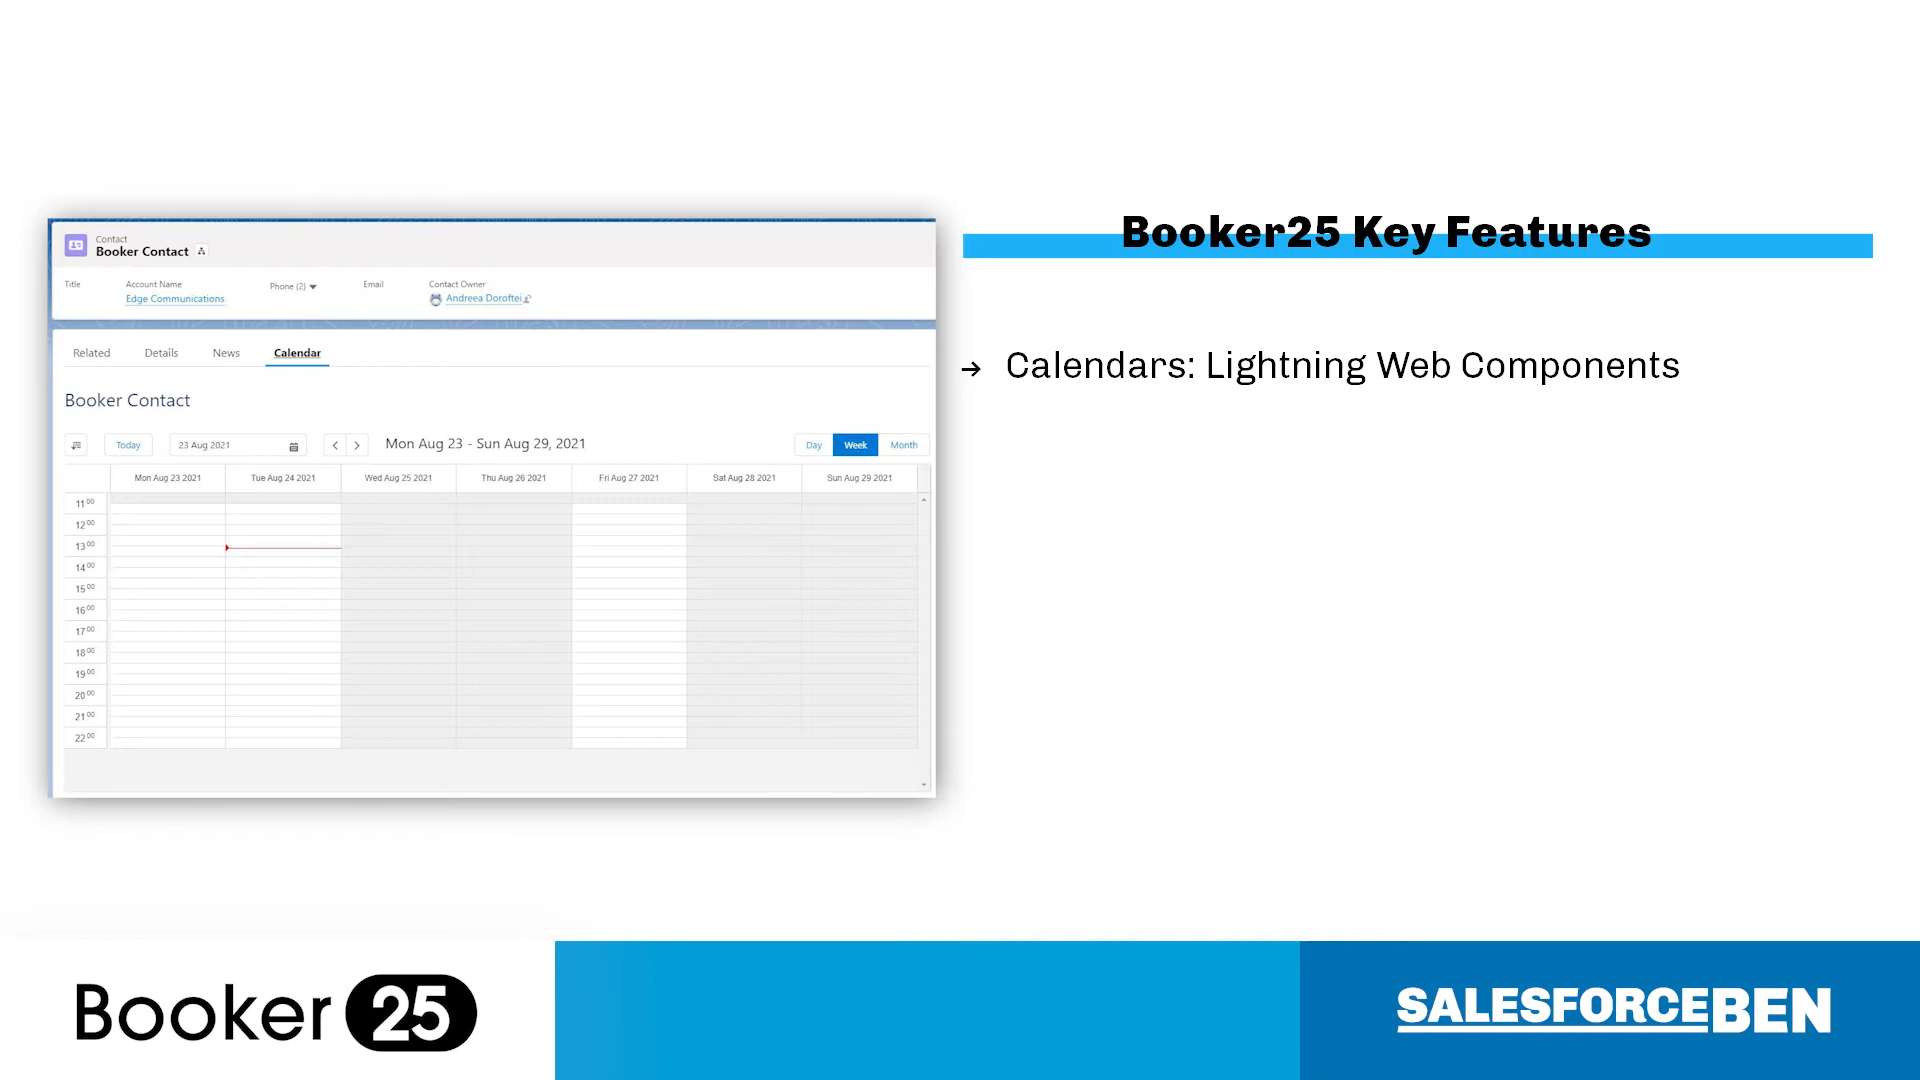 Contact
Booker Contact
Title
Account Name
Phone (2)
Email
Contact Owner
Edge Communications
Andreea Doroftei
Related
Details
News
Calendar
Booker Contact
Today
23 Aug 2021
Mon Aug 23 - Sun Aug 29, 2021
Day
Week
Month
Mon Aug 23 2021
Tue Aug 24 2021
Wed Aug 25 2021
Thu Aug 26 2021
Fri Aug 27 2021
Sat Aug 28 2021
Sun Aug 29 2021
11 00
12 00
13 00
14 00
15 00
16 00
17 00
18 00
19 00
20 00
21 00
22 00
Booker25 Key Features
→ Calendars: Lightning Web Components
Booker 25
SALESFORCEBEN